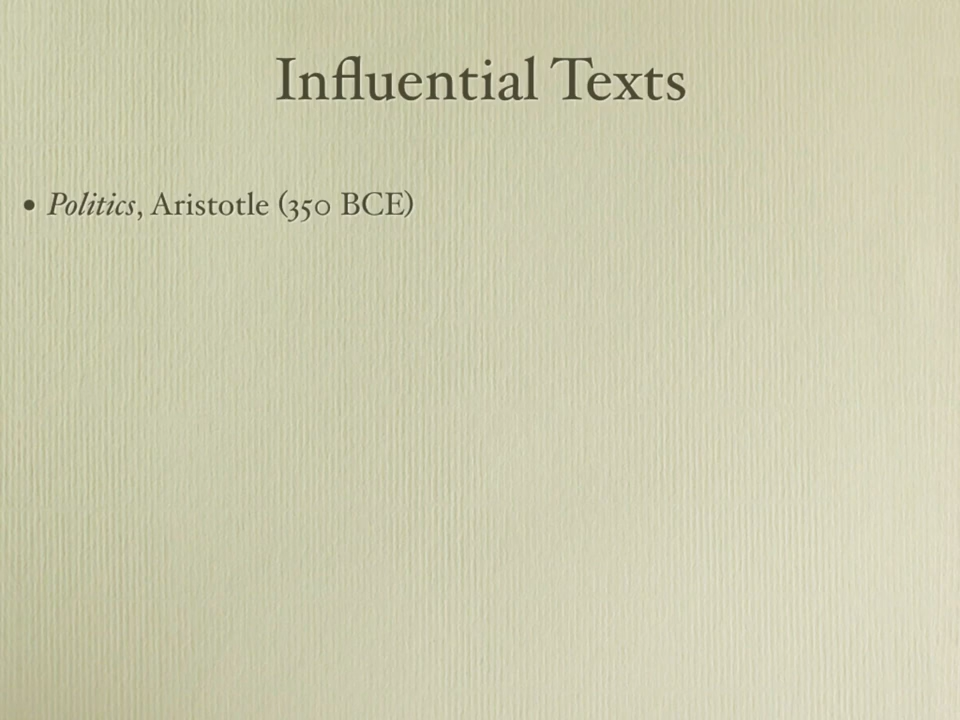 Influential Texts
• Politics, Aristotle (350 BCE)